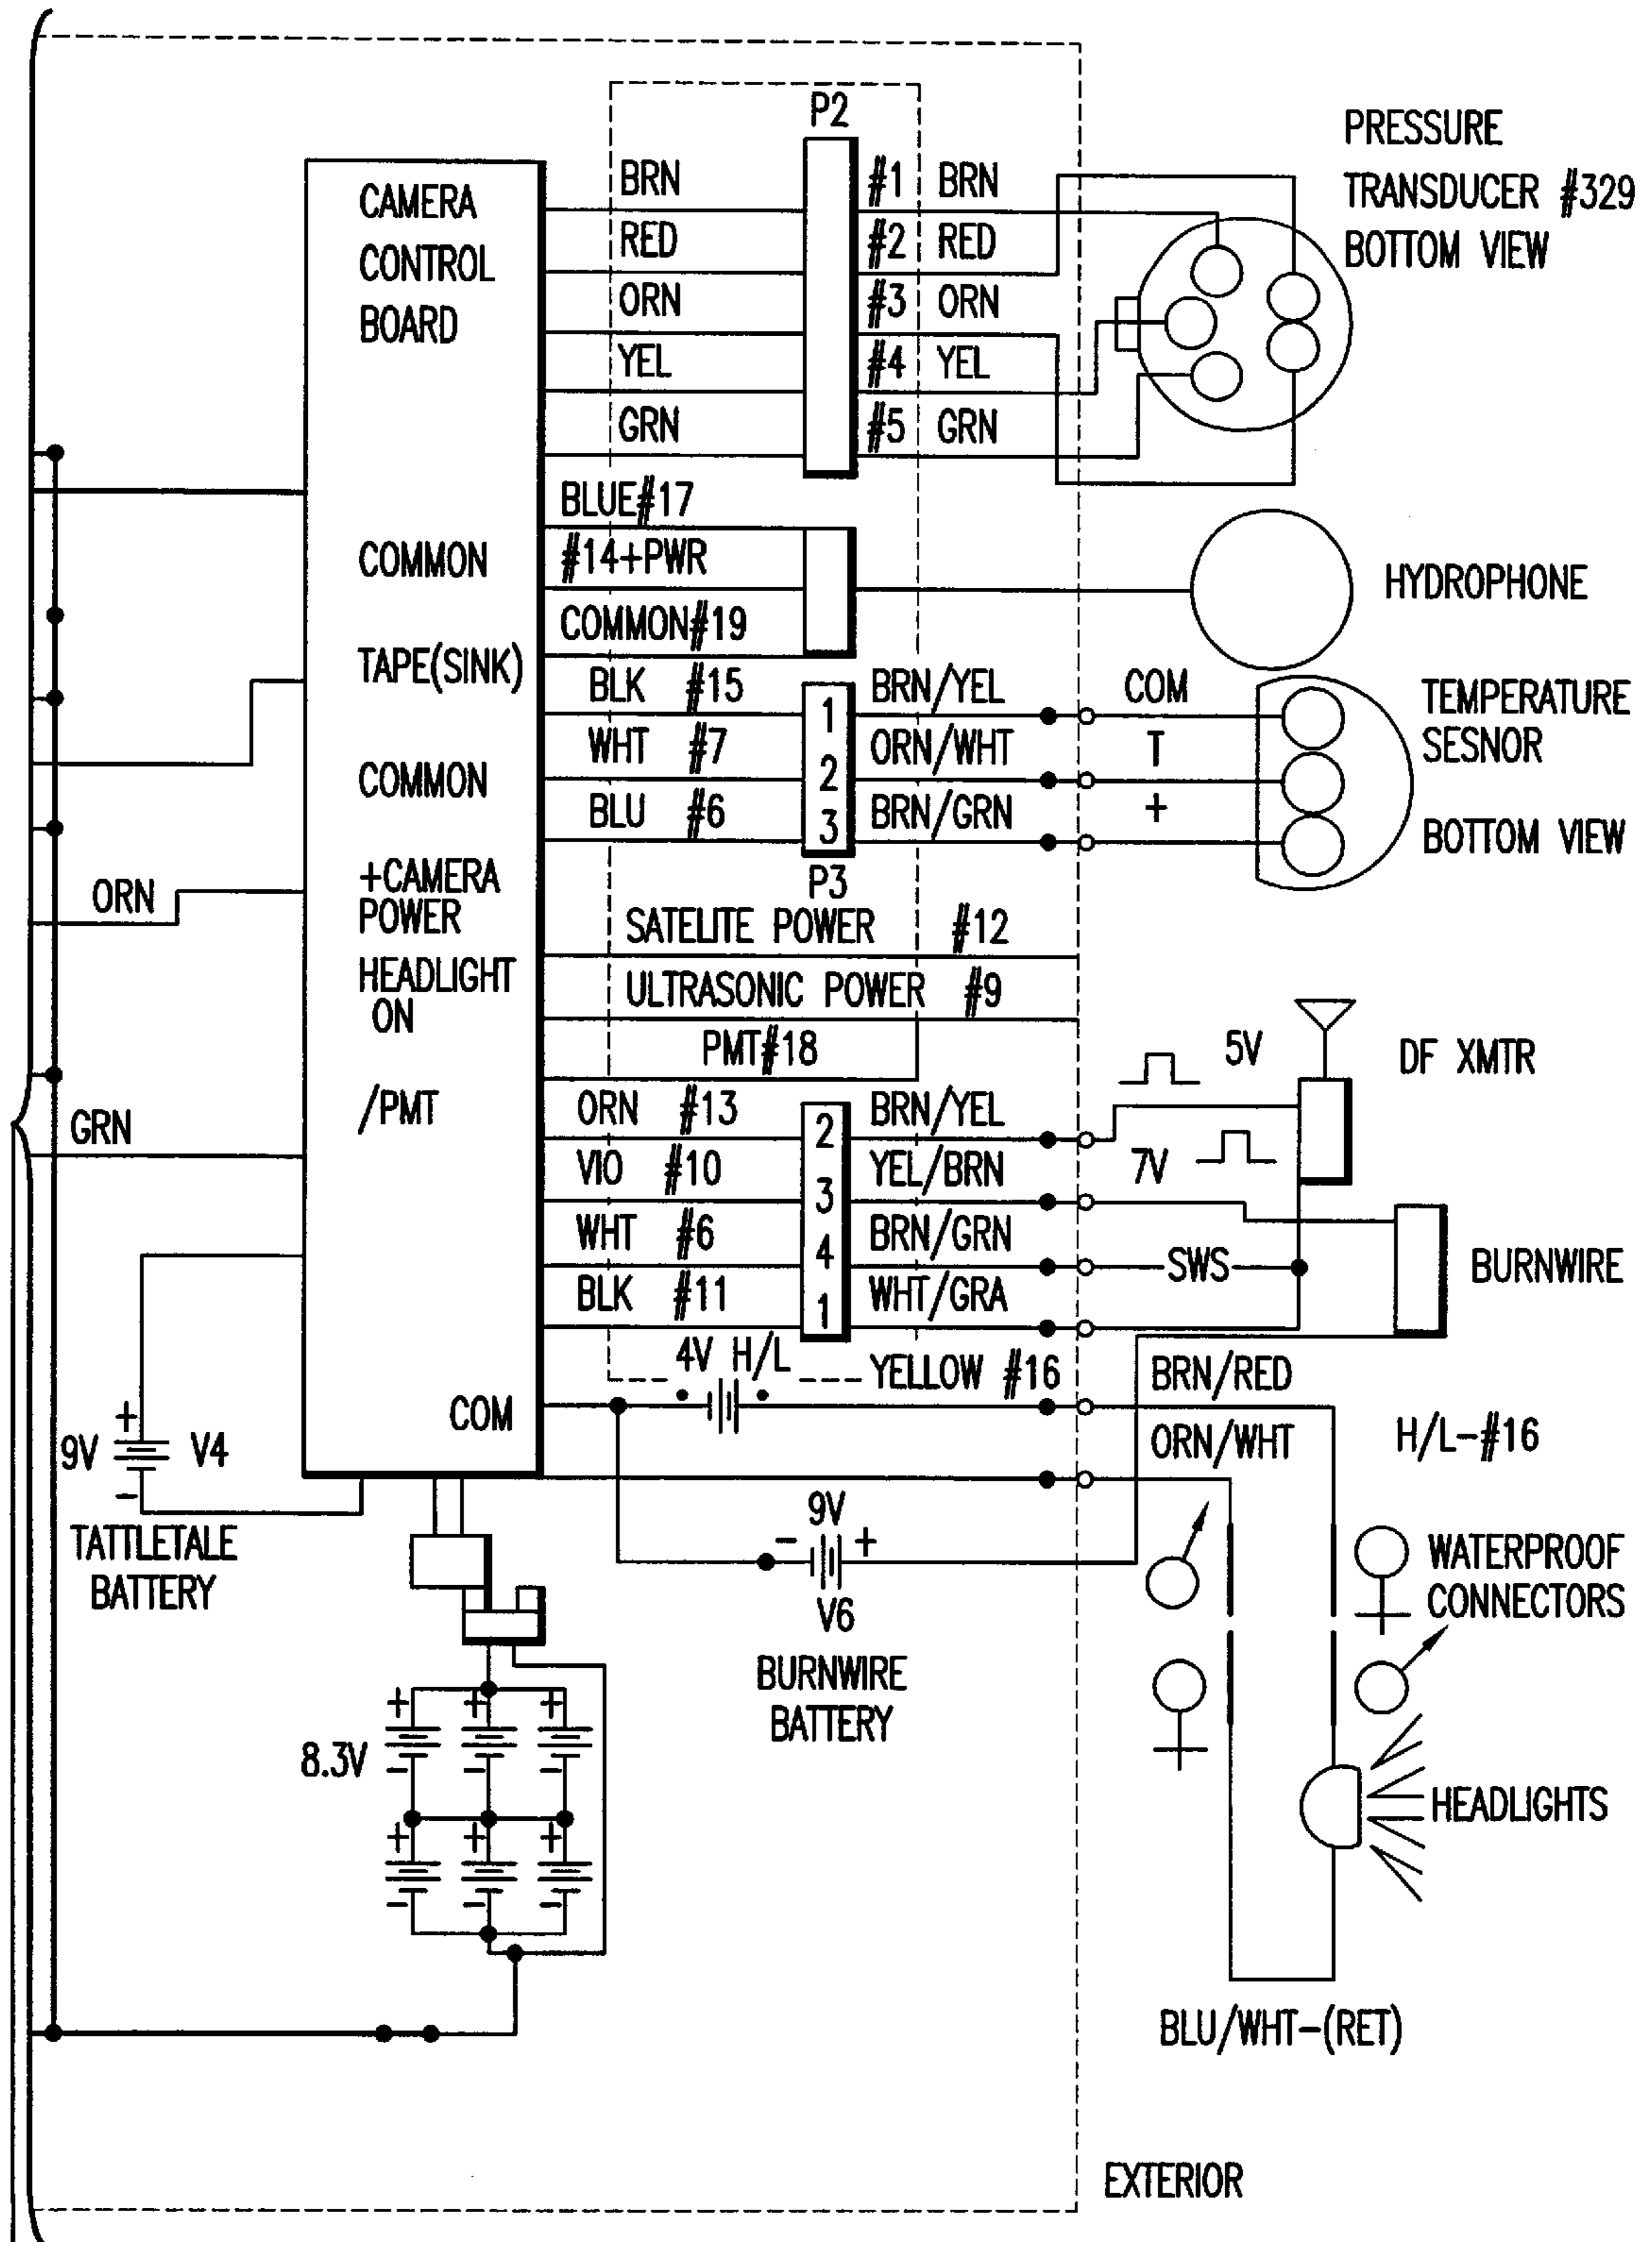 P2
PRESSURE
TRANSDUCER #329
BOTTOM VIEW
CAMERA
CONTROL
BOARD
BRN #1 BRN
RED #2 RED
ORN #3 ORN
YEL #4 YEL
GRN #5 GRN
BLUE#17
COMMON
#14+PWR
HYDROPHONE
COMMON#19
TAPE(SINK)
BLK #15 1 BRN/YEL COM
WHT #7 2 ORN/WHT T
BLU #6 3 BRN/GRN +
TEMPERATURE
SESNOR
BOTTOM VIEW
COMMON
P3
+CAMERA
POWER
ORN
SATELITE POWER #12
HEADLIGHT
ON
ULTRASONIC POWER #9
PMT#18
5V
DF XMTR
/PMT
GRN
ORN #13 2 BRN/YEL
VIO #10 3 YEL/BRN 7V
WHT #6 4 BRN/GRN SWS
BLK #11 1 WHT/GRA
BURNWIRE
4V H/L YELLOW #16 BRN/RED
COM
ORN/WHT
H/L-#16
+
9V V4
-
TATTLETALE
BATTERY
9V
- +
V6
BURNWIRE
BATTERY
WATERPROOF
CONNECTORS
+ + +
8.3V
- - -
+ + +
- - -
HEADLIGHTS
BLU/WHT-(RET)
EXTERIOR